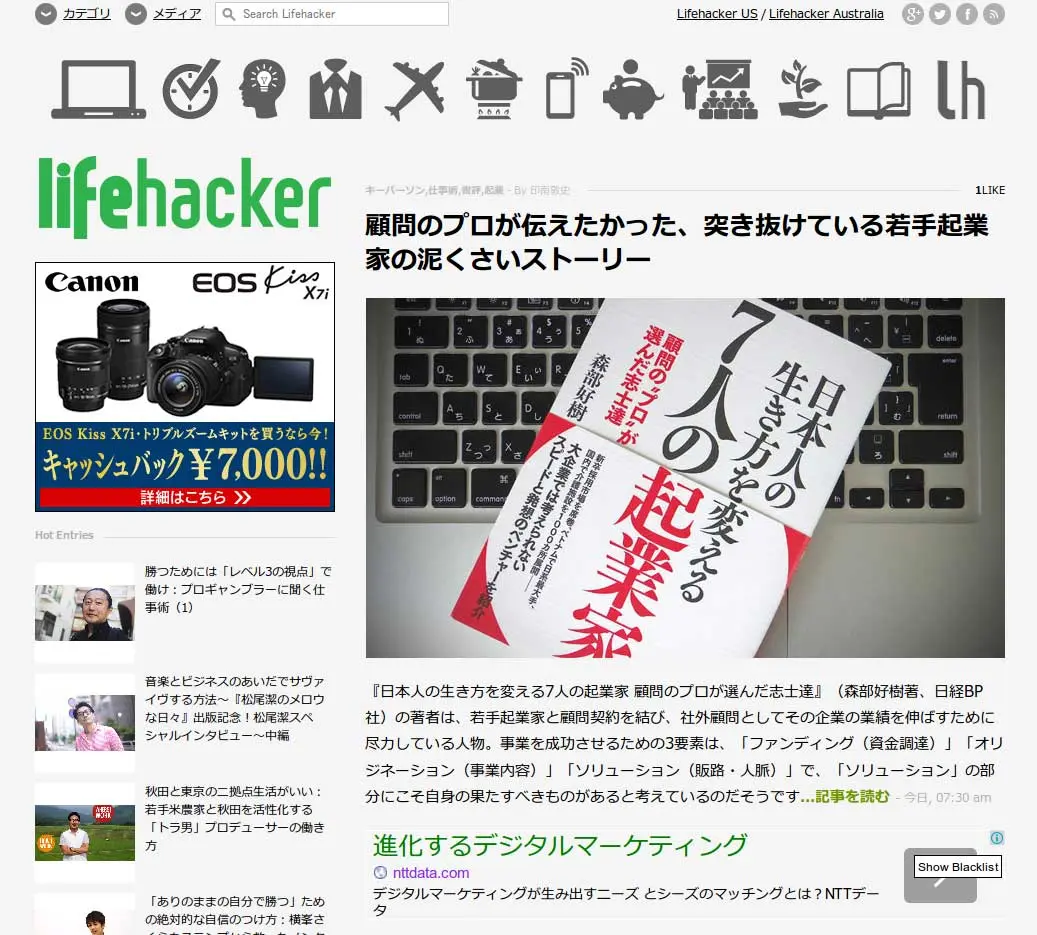 カテゴリ
メディア
Search Lifehacker
Lifehacker US / Lifehacker Australia
lh
lifehacker
キーパーソン,仕事術,書評,起業 - By 印南敦史
1LIKE
顧問のプロが伝えたかった、突き抜けている若手起業
家の泥くさいストーリー
Canon
EOS Kiss X7i
EOS Kiss X7i・トリプルズームキットを買うなら今！
キャッシュバック￥7,000!!
詳細はこちら
日本人の
生き方を変える
7人の
起業家
顧問の“プロ”が
選んだ志士達
森部好樹
大企業では考えられない
スピードと発想のベンチャーを紹介
delete
tab
control
return
shift
shift
caps
option
command
enter
Hot Entries
勝つためには「レベル3の視点」で
働け：プロギャンブラーに聞く仕
事術（1）
音楽とビジネスのあいだでサヴァ
イヴする方法〜『松尾潔のメロウ
な日々』出版記念！松尾潔スペ
シャルインタビュー〜中編
秋田と東京の二拠点生活がいい：
若手米農家と秋田を活性化する
「トラ男」プロデューサーの働き
方
「ありのままの自分で勝つ」ため
の絶対的な自信のつけ方：横峯さ
『日本人の生き方を変える7人の起業家 顧問のプロが選んだ志士達』（森部好樹著、日経BP
社）の著者は、若手起業家と顧問契約を結び、社外顧問としてその企業の業績を伸ばすために
尽力している人物。事業を成功させるための3要素は、「ファンディング（資金調達）」「オリ
ジネーション（事業内容）」「ソリューション（販路・人脈）」で、「ソリューション」の部
分にこそ自身の果たすべきものがあると考えているのだそうです...記事を読む - 今日, 07:30 am
進化するデジタルマーケティング
nttdata.com
デジタルマーケティングが生み出すニーズ とシーズのマッチングとは？NTTデー
タ
Show Blacklist